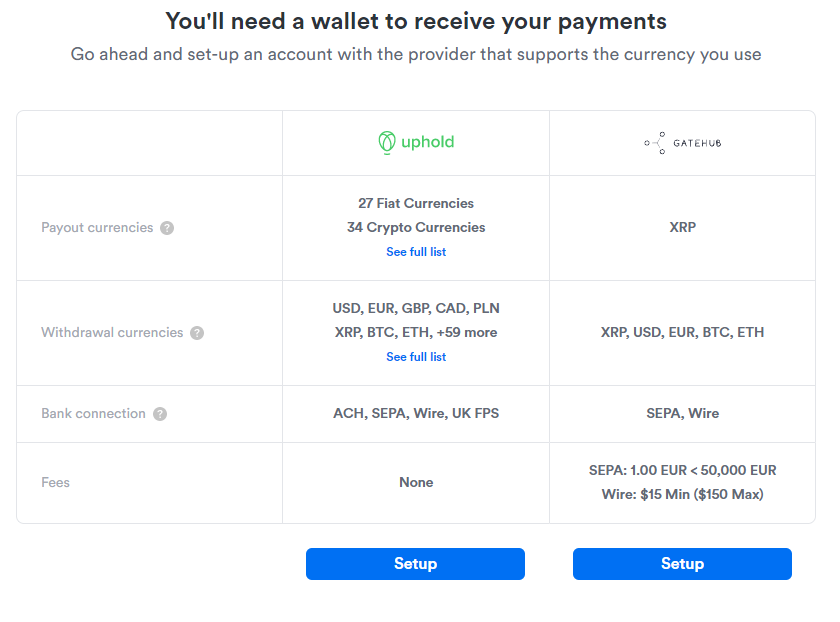 You'll need a wallet to receive your payments
Go ahead and set-up an account with the provider that supports the currency you use
uphold
GATEHUB
Payout currencies ?
27 Fiat Currencies
34 Crypto Currencies
See full list
XRP
Withdrawal currencies ?
USD, EUR, GBP, CAD, PLN
XRP, BTC, ETH, +59 more
See full list
XRP, USD, EUR, BTC, ETH
Bank connection ?
ACH, SEPA, Wire, UK FPS
SEPA, Wire
Fees
None
SEPA: 1.00 EUR < 50,000 EUR
Wire: $15 Min ($150 Max)
Setup
Setup